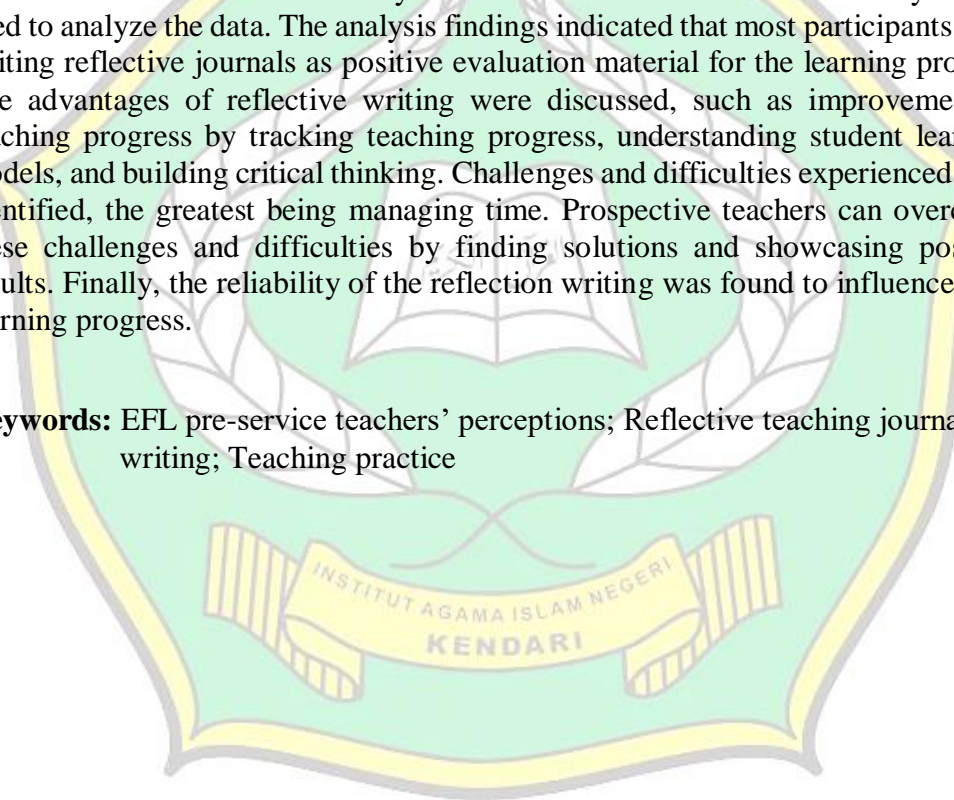 ed to analyze the data. The analysis findings indicated that most participants
iting reflective journals as positive evaluation material for the learning pro
e advantages of reflective writing were discussed, such as improveme
ching progress by tracking teaching progress, understanding student lear
dels, and building critical thinking. Challenges and difficulties experienced
entified, the greatest being managing time. Prospective teachers can over
ese challenges and difficulties by finding solutions and showcasing pos
ults. Finally, the reliability of the reflection writing was found to influence
rning progress.
eywords: EFL pre-service teachers’ perceptions; Reflective teaching journa
writing; Teaching practice
INSTITUT AGAMA ISLAM NEGERI
KENDARI